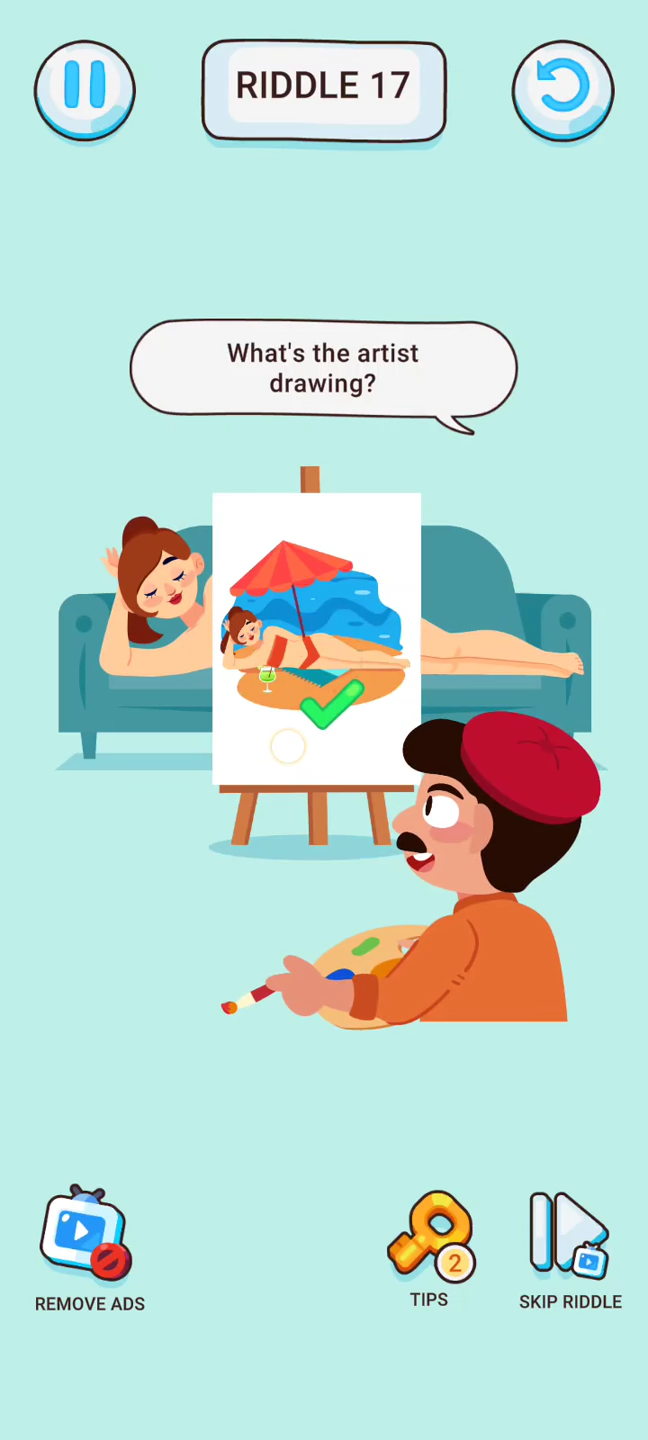 RIDDLE 17
What's the artist
drawing?
2
REMOVE ADS
TIPS
SKIP RIDDLE